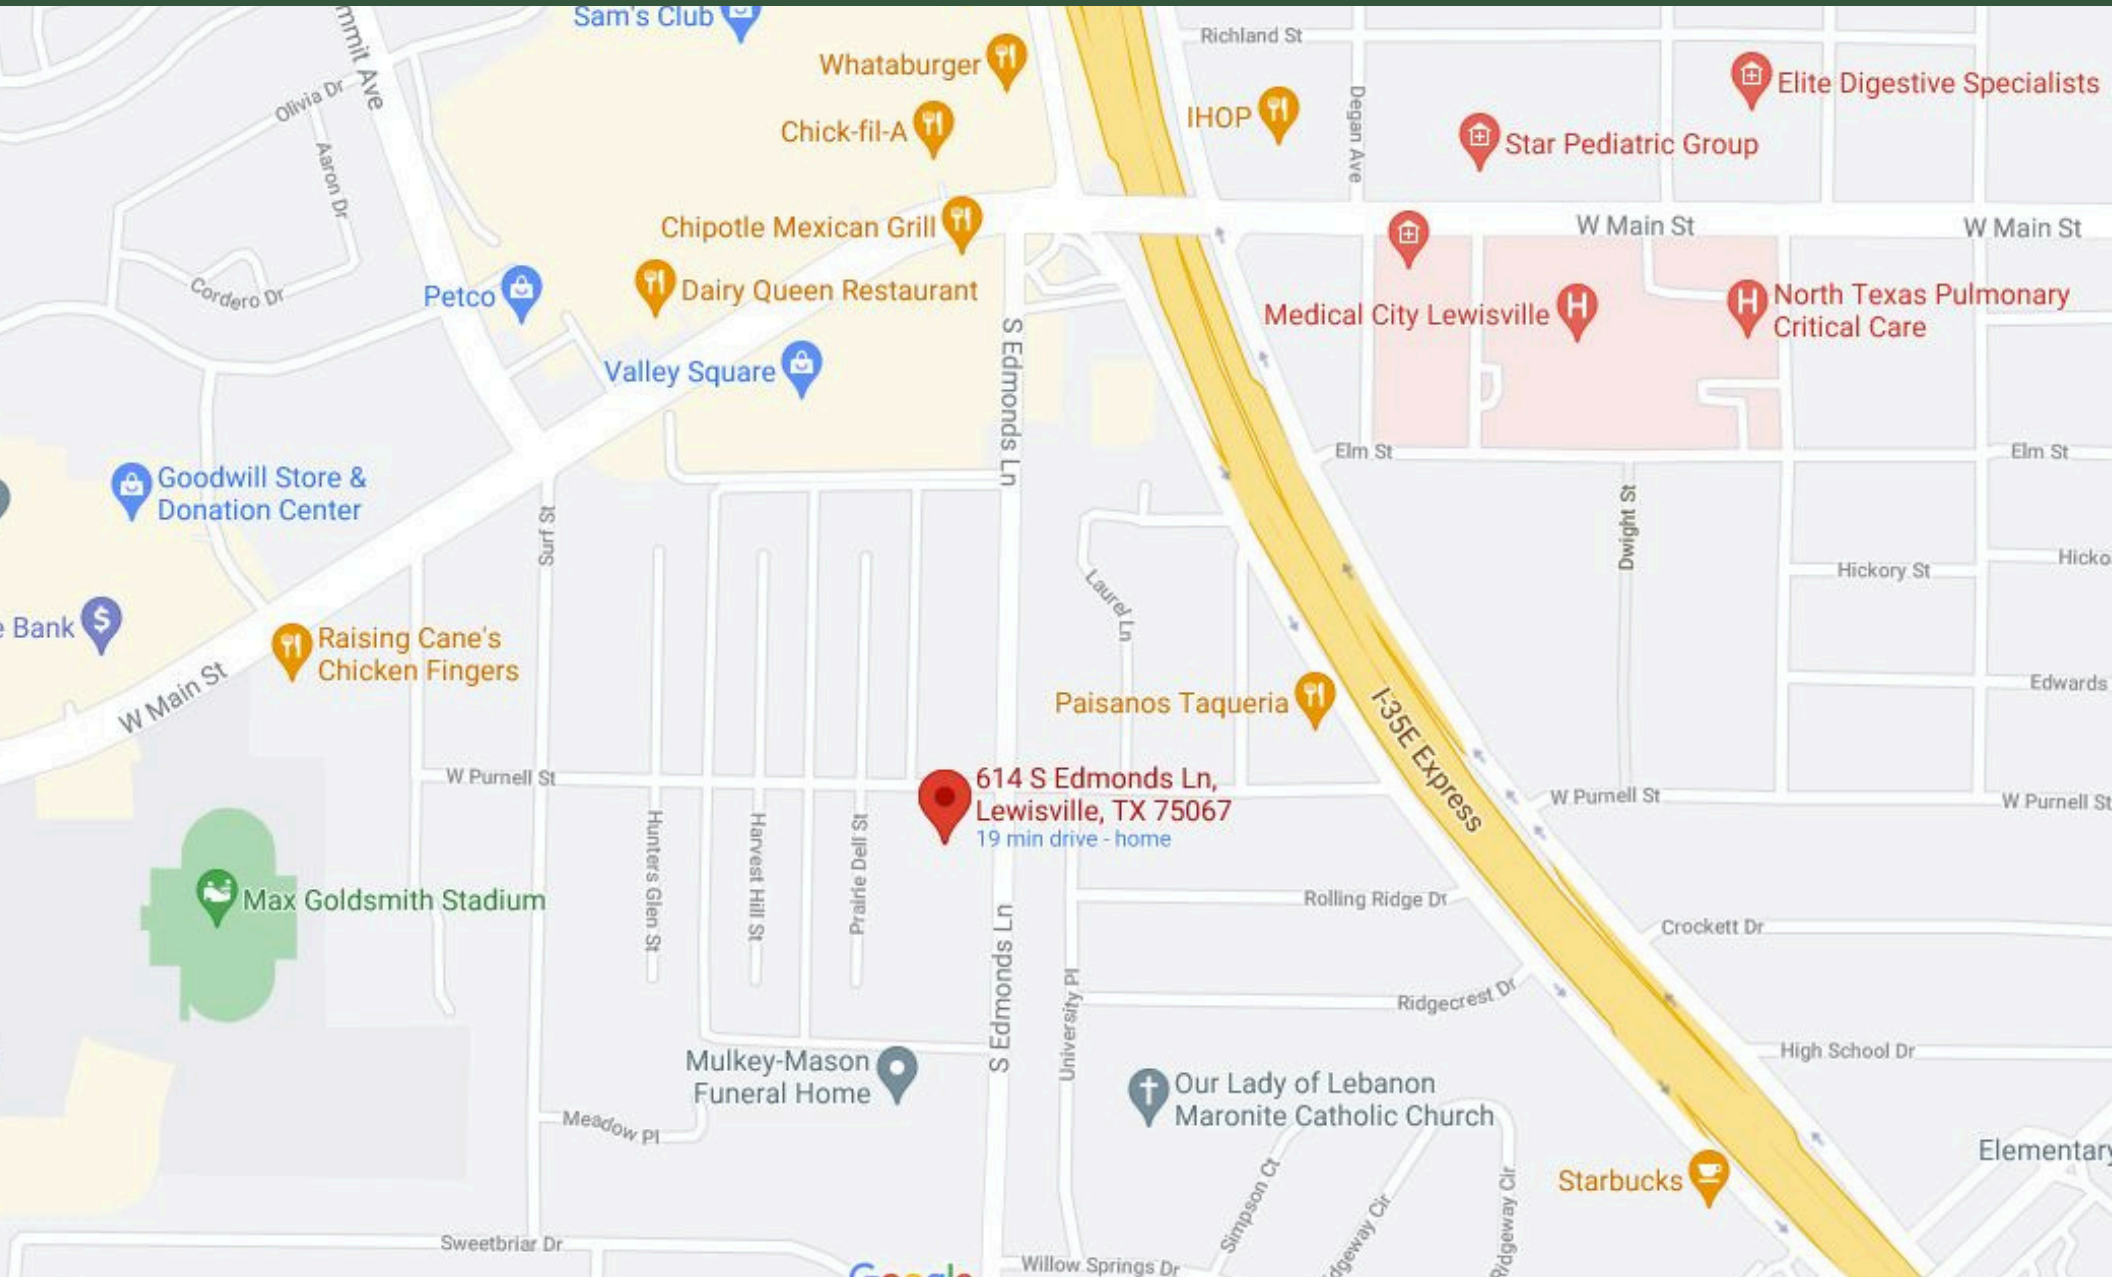 Sam's Club
mmit Ave
Richland St
Whataburger
Elite Digestive Specialists
Olivia Dr
IHOP
Degan Ave
Chick-fil-A
Star Pediatric Group
Aaron Dr
Chipotle Mexican Grill
W Main St
W Main St
Cordero Dr
Petco
Dairy Queen Restaurant
Medical City Lewisville
H
H
North Texas Pulmonary
Critical Care
Valley Square
S Edmonds Ln
Elm St
Elm St
Goodwill Store &
Donation Center
Surf St
Dwight St
Hickory St
Hicko
Laurel Ln
e Bank
$
Raising Cane's
Chicken Fingers
W Main St
Paisanos Taqueria
I-35E Express
Edwards
W Purnell St
614 S Edmonds Ln,
Lewisville, TX 75067
19 min drive - home
W Purnell St
W Purnell St
Hunters Glen St
Harvest Hill St
Prairie Dell St
Max Goldsmith Stadium
Rolling Ridge Dr
Crockett Dr
S Edmonds Ln
University Pl
Ridgecrest Dr
High School Dr
Mulkey-Mason
Funeral Home
Our Lady of Lebanon
Maronite Catholic Church
Meadow Pl
Elementary
Starbucks
Simpson Ct
dgeway Cir
Ridgeway Cir
Sweetbriar Dr
Willow Springs Dr
Google